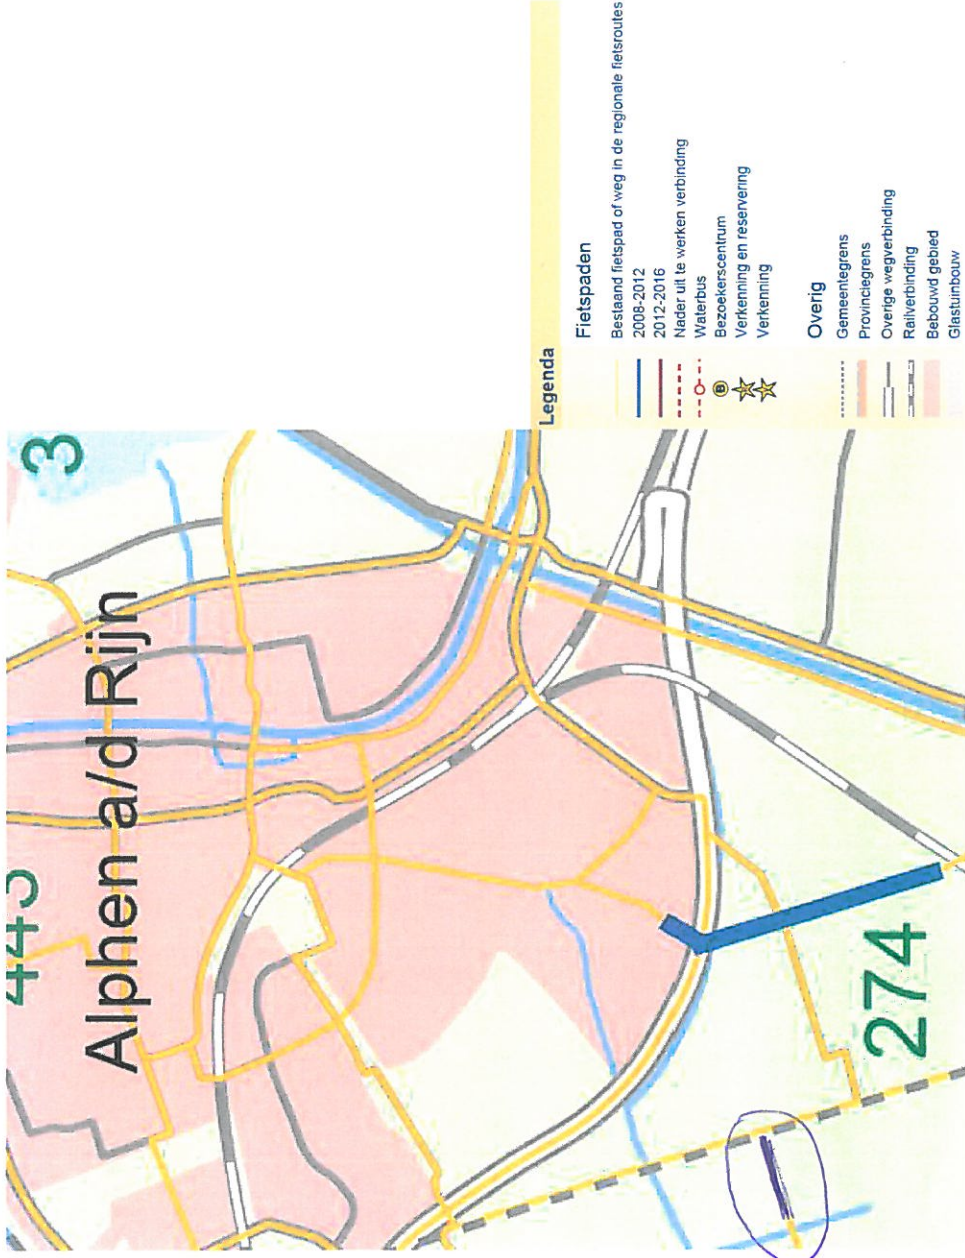 3
Alphen a/d Rijn
274
Legenda
Fietspaden
Bestaand fietspad of weg in de regionale fietsroutes
2008-2012
2012-2016
Nader uit te werken verbinding
Waterbus
B
Bezoekerscentrum
Verkenning en reservering
Verkenning
Overig
Gemeentegrens
Provinciegrens
Overige wegverbinding
Railverbinding
Bebouwd gebied
Glastuinbouw